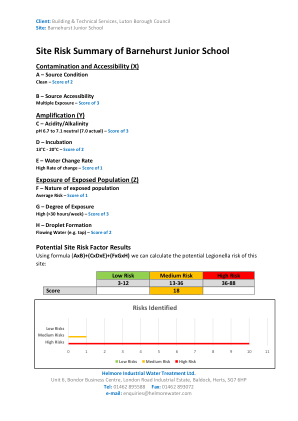 Client: Building & Technical Services, Luton Borough Council
Site: Barnehurst Junior School
Site Risk Summary of Barnehurst Junior School
Contamination and Accessibility (X)
A – Source Condition
Clean – Score of 2
B – Source Accessibility
Multiple Exposure – Score of 3
Amplification (Y)
C – Acidity/Alkalinity
pH 6.7 to 7.1 neutral (7.0 actual) – Score of 3
D – Incubation
13°C - 20°C – Score of 2
E – Water Change Rate
High Rate of change – Score of 1
Exposure of Exposed Population (Z)
F – Nature of exposed population
Average Risk – Score of 1
G – Degree of Exposure
High (>30 hours/week) – Score of 3
H – Droplet Formation
Flowing Water (e.g. tap) – Score of 2
Potential Site Risk Factor Results
Using formula (AxB)+(CxDxE)+(FxGxH) we can calculate the potential Legionella risk of this
site:
Low Risk Medium Risk High Risk
3-12 13-36 36-88
Score 18
Risks Identified
Low Risks
Medium Risks
High Risks
0 1 2 3 4 5 6 7 8 9 10 11
Low Risks Medium Risks High Risk
Helmore Industrial Water Treatment Ltd.
Unit 6, Bondor Business Centre, London Road Industrial Estate, Baldock, Herts, SG7 6HP
Tel: 01462 895588 Fax: 01462 893872
e-mail: enquiries@helmorewater.com